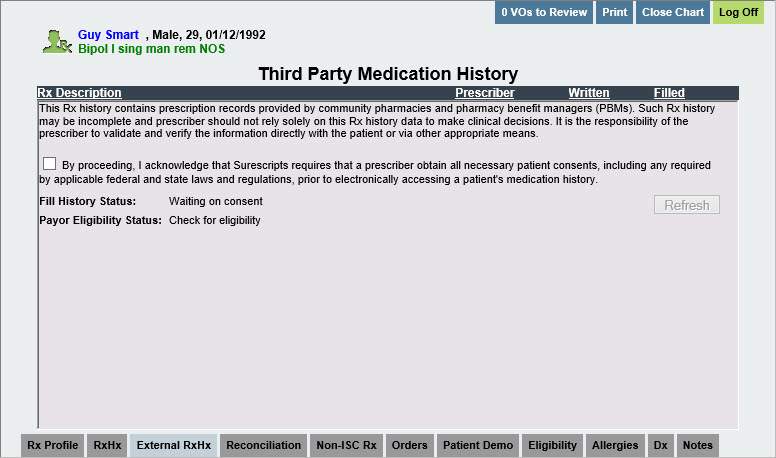 0 VOs to Review Print Close Chart Log Off
Guy Smart , Male, 29, 01/12/1992
Bipol I sing man rem NOS
Third Party Medication History
Rx Description Prescriber Written Filled
This Rx history contains prescription records provided by community pharmacies and pharmacy benefit managers (PBMs). Such Rx history
may be incomplete and prescriber should not rely solely on this Rx history data to make clinical decisions. It is the responsibility of the
prescriber to validate and verify the information directly with the patient or via other appropriate means.
By proceeding, I acknowledge that Surescripts requires that a prescriber obtain all necessary patient consents, including any required
by applicable federal and state laws and regulations, prior to electronically accessing a patient's medication history.
Fill History Status: Waiting on consent
Refresh
Payor Eligibility Status: Check for eligibility
Rx Profile RxHx External RxHx Reconciliation Non-ISC Rx Orders Patient Demo Eligibility Allergies Dx Notes